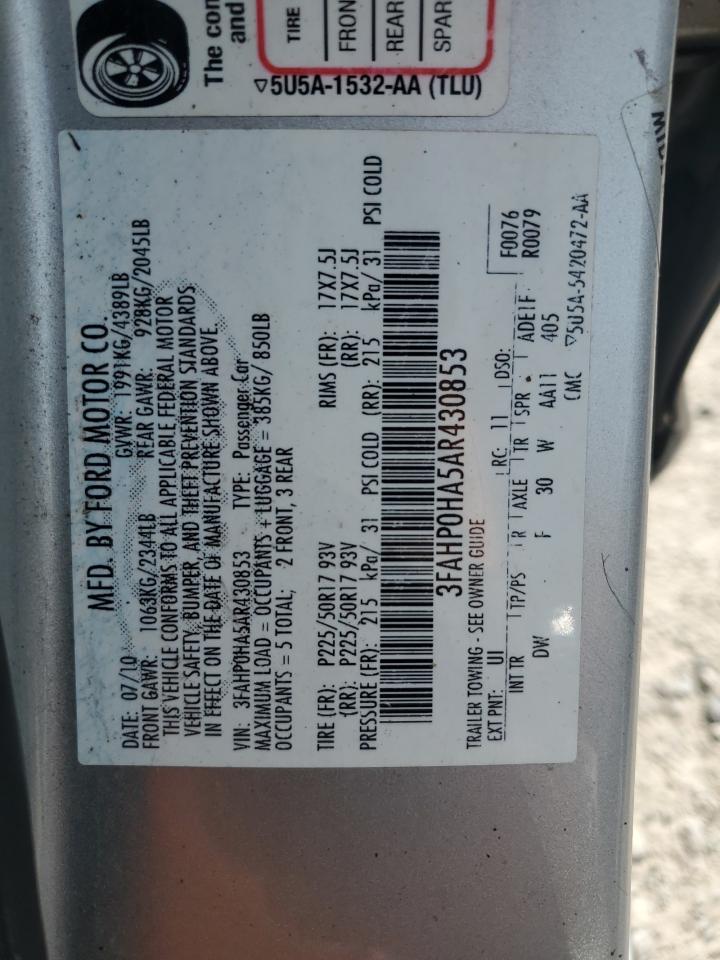 The con
and
TIRE
FRON
REAR
SPAR
▽5U5A-1532-AA (TLU)
MFD. BY FORD MOTOR CO.
DATE: 07/10 GVWR: 1991KG/4389LB
FRONT GAWR: 1063KG/2344LB REAR GAWR: 928KG/2045LB
THIS VEHICLE CONFORMS TO ALL APPLICABLE FEDERAL MOTOR
VEHICLE SAFETY, BUMPER, AND THEFT PREVENTION STANDARDS
IN EFFECT ON THE DATE OF MANUFACTURE SHOWN ABOVE.
VIN: 3FAHP0HA5AR430853 TYPE: Passenger Car
MAXIMUM LOAD = OCCUPANTS + LUGGAGE = 385KG/ 850LB
OCCUPANTS = 5 TOTAL; 2 FRONT, 3 REAR
TIRE (FR): P225/50R17 93V RIMS (FR): 17X7.5J
(RR): P225/50R17 93V (RR): 17X7.5J
PRESSURE (FR): 215 kPa/ 31 PSI COLD (RR): 215 kPa/ 31 PSI COLD
3FAHP0HA5AR430853
TRAILER TOWING - SEE OWNER GUIDE
EXT PNT: UI RC: 11 DSO: F0076
R0079
INT TR TP/PS R AXLE TR SPR ADE1F
DW F 30 W AA11 405
CMC ▽5U5A-5420472-AA